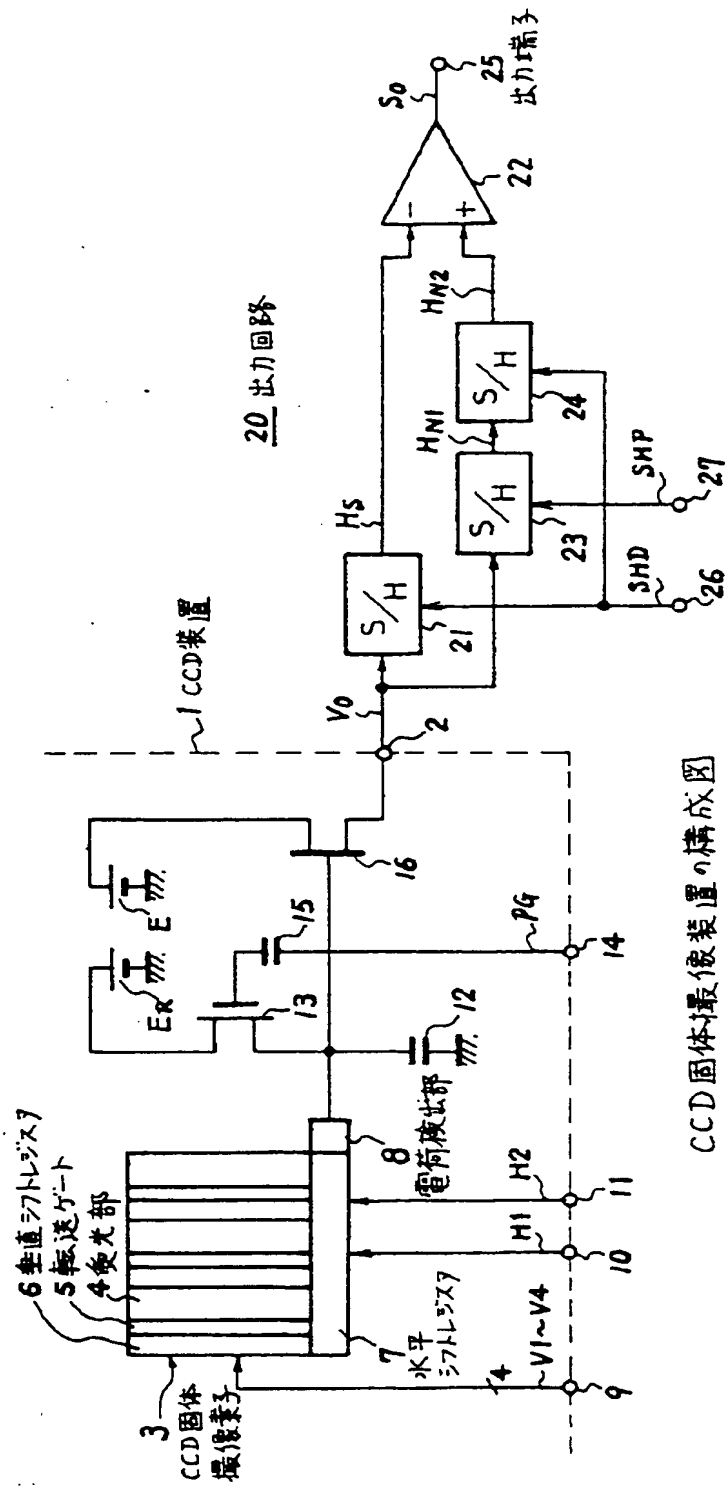 CCD固体撮像装置の構成図
1 CCD装置
20 出力回路
6 垂直シフトレジスタ
5 転送ゲート
4 受光部
3
CCD固体
撮像素子
7
水平
シフトレジスタ
8
電荷検出部
12
13
15
16
ER
E
PG
14
H2
11
H1
10
4
V1~V4
9
2
V0
S/H
21
HS
S/H
23
HN1
S/H
24
HN2
-
+
22
S0
25
出力端子
SHD
26
SHP
27